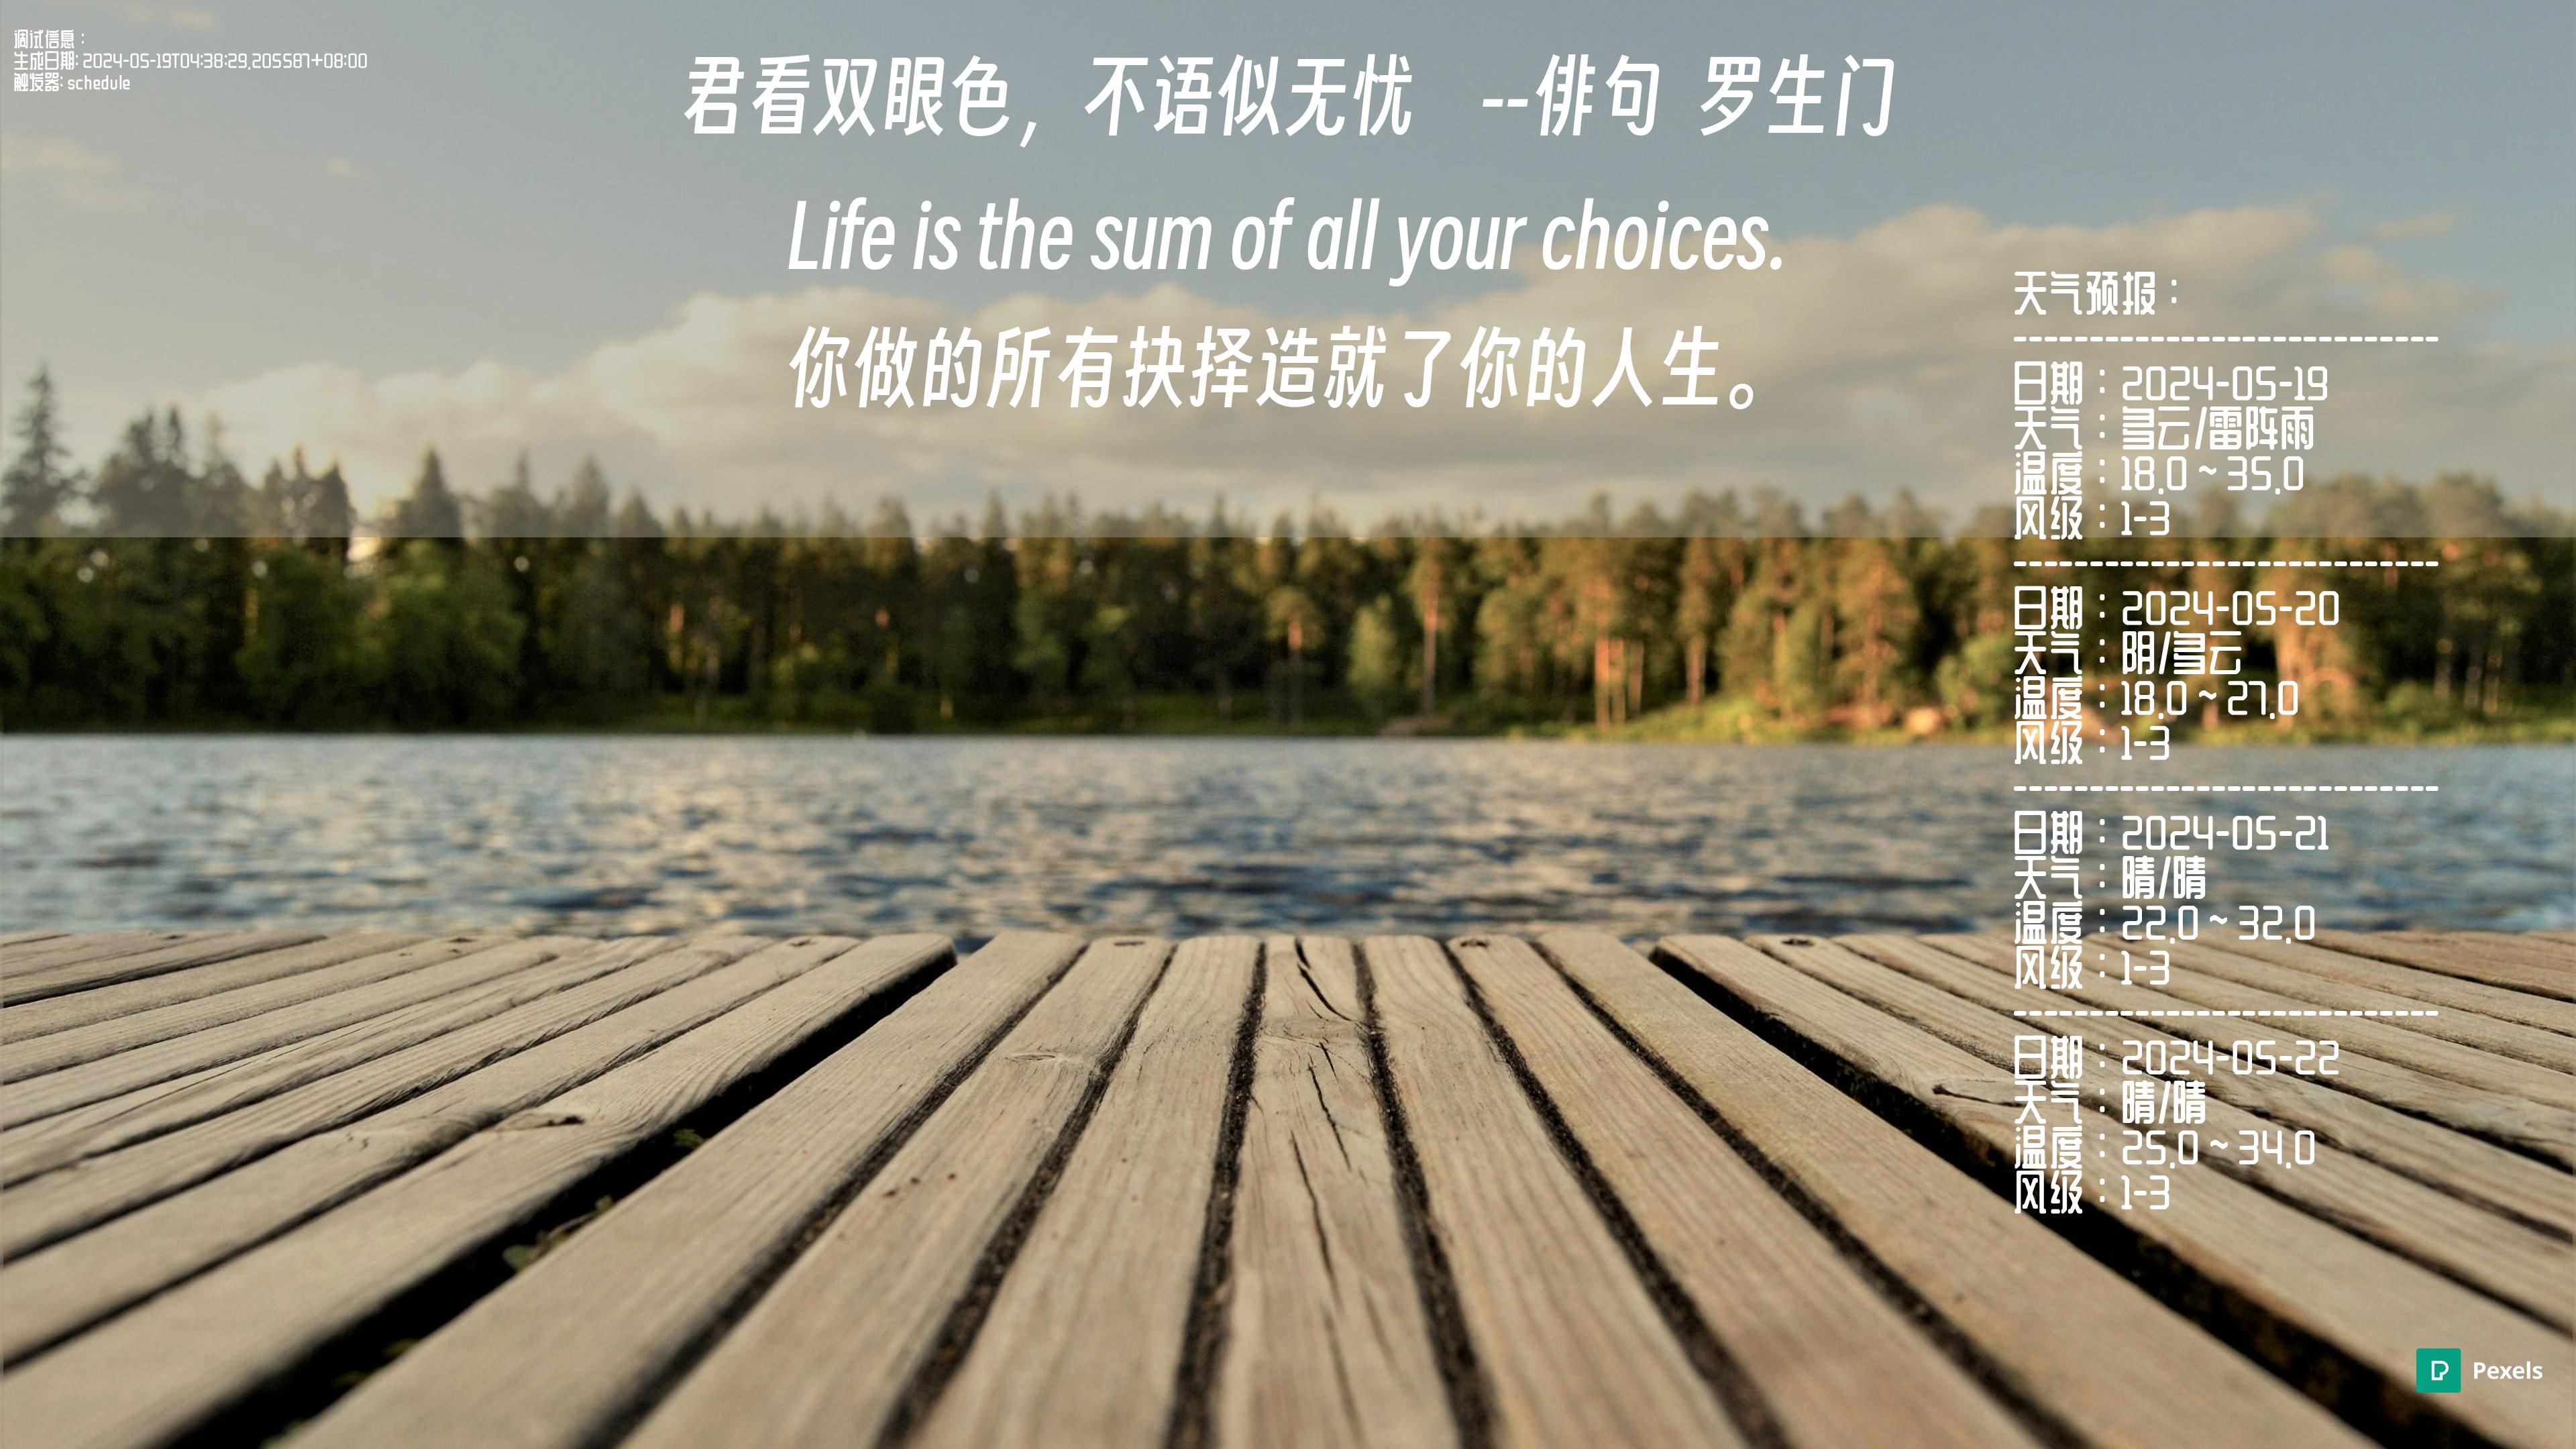 调试信息：
生成日期: 2024-05-19T04:38:29.205587+08:00
触发器: schedule
君看双眼色，不语似无忧 --俳句 罗生门
Life is the sum of all your choices.
你做的所有抉择造就了你的人生。
天气预报：
----------------------------
日期：2024-05-19
天气：多云/雷阵雨
温度：18.0 ~ 35.0
风级：1-3
----------------------------
日期：2024-05-20
天气：阴/多云
温度：18.0 ~ 27.0
风级：1-3
----------------------------
日期：2024-05-21
天气：晴/晴
温度：22.0 ~ 32.0
风级：1-3
----------------------------
日期：2024-05-22
天气：晴/晴
温度：25.0 ~ 34.0
风级：1-3
Pexels